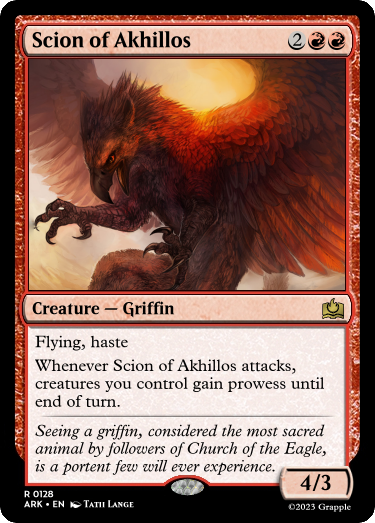 Scion of Akhillos 2
Creature — Griffin
Flying, haste
Whenever Scion of Akhillos attacks,
creatures you control gain prowess until
end of turn.
Seeing a griffin, considered the most sacred
animal by followers of Church of the Eagle,
is a portent few will ever experience.
4/3
R 0128
ARK • EN Tatii Lange
©2023 Grapple